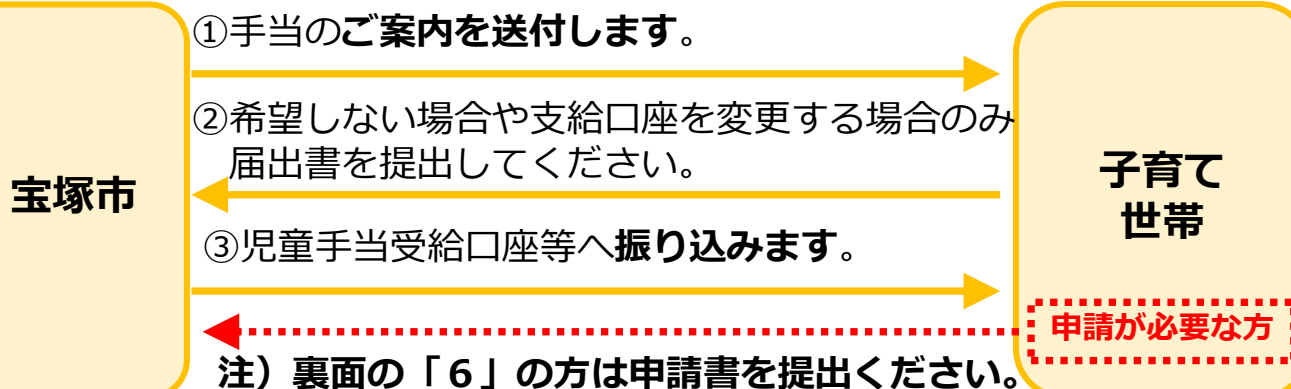 ①手当のご案内を送付します。
②希望しない場合や支給口座を変更する場合のみ
届出書を提出してください。
宝塚市
子育て
世帯
③児童手当受給口座等へ振り込みます。
申請が必要な方
注）裏面の「６」の方は申請書を提出ください。